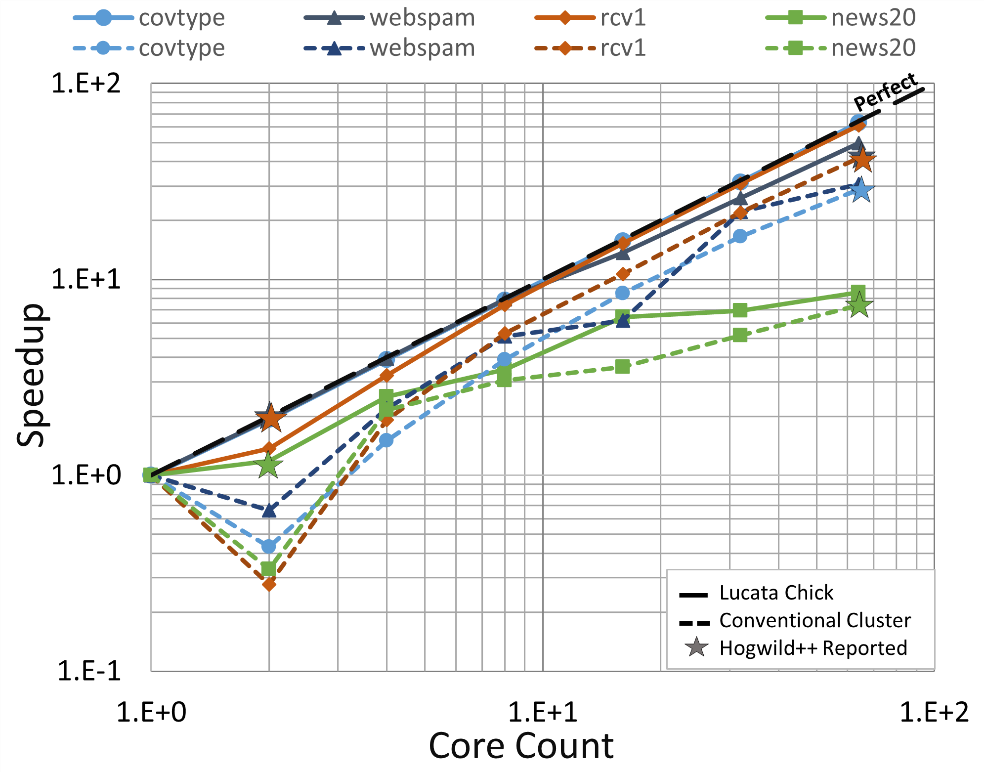 covtype webspam rcv1 news20
covtype webspam rcv1 news20
1.E+2
Perfect
1.E+1
Speedup
1.E+0
Lucata Chick
Conventional Cluster
Hogwild++ Reported
1.E-1
1.E+0 1.E+1 1.E+2
Core Count